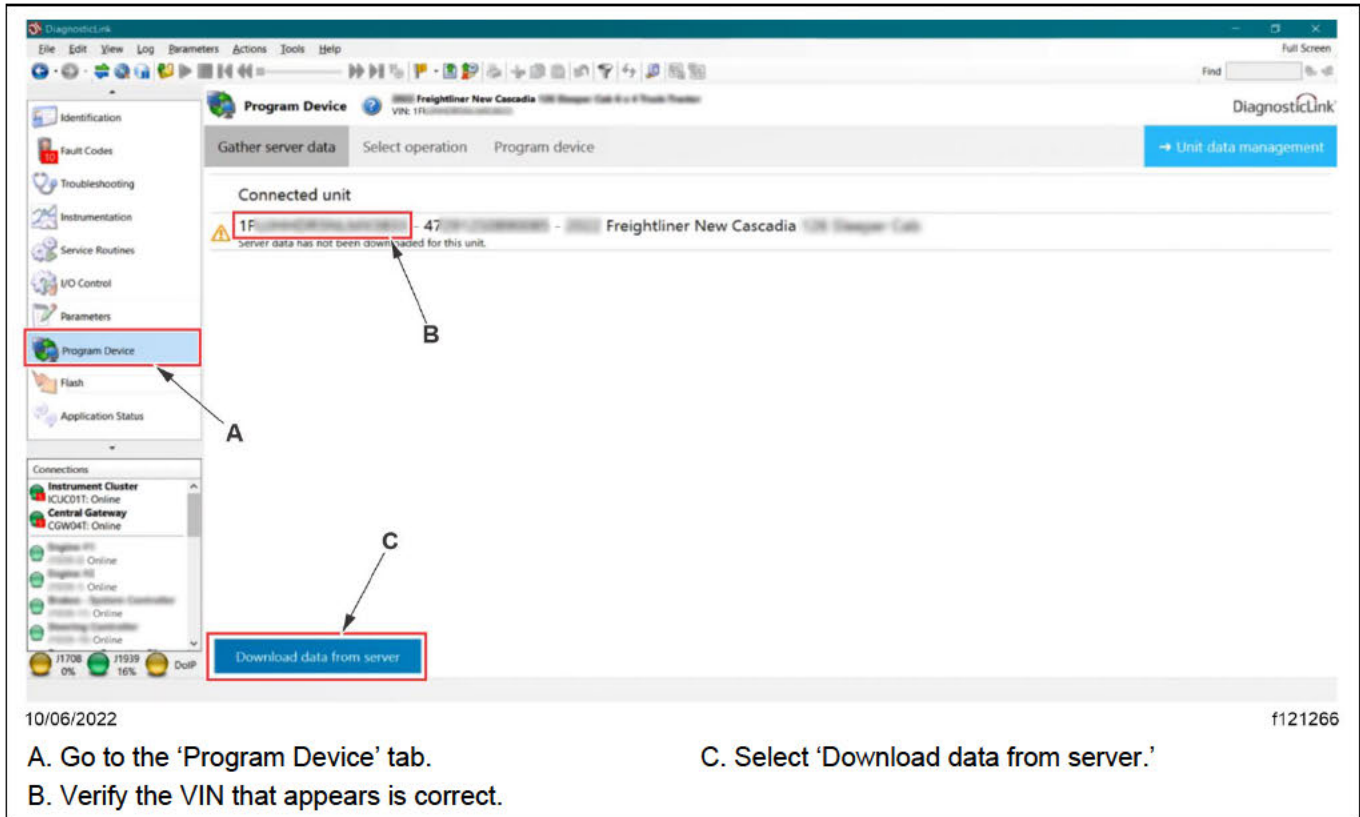 DiagnosticLink
File Edit View Log Parameters Actions Tools Help
Full Screen
Find
Program Device
Freightliner New Cascadia
VIN: 1F
DiagnosticLink
Gather server data Select operation Program device
→ Unit data management
Identification
10
Fault Codes
Troubleshooting
Instrumentation
Service Routines
I/O Control
Parameters
Program Device
Flash
Application Status
Connected unit
1F - 47 - Freightliner New Cascadia
Server data has not been downloaded for this unit.
B
A
Connections
Instrument Cluster
ICUC01T: Online
Central Gateway
CGW04T: Online
Online
Online
Online
Online
C
J1708
0%
J1939
16%
DoIP
Download data from server
10/06/2022
f121266
A. Go to the ‘Program Device’ tab.
B. Verify the VIN that appears is correct.
C. Select ‘Download data from server.’